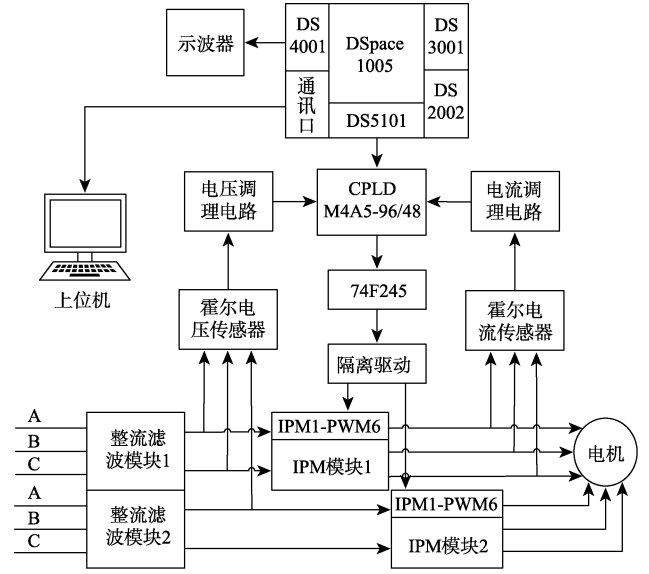 示波器
DS
4001
通讯口
DSpace
1005
DS5101
DS
3001
DS
2002
电压调
理电路
CPLD
M4A5-96/48
电流调
理电路
上位机
霍尔电
压传感器
74F245
霍尔电
流传感器
隔离驱动
A
B
C
整流滤
波模块1
IPM1-PWM6
IPM模块1
电机
A
B
C
整流滤
波模块2
IPM1-PWM6
IPM模块2